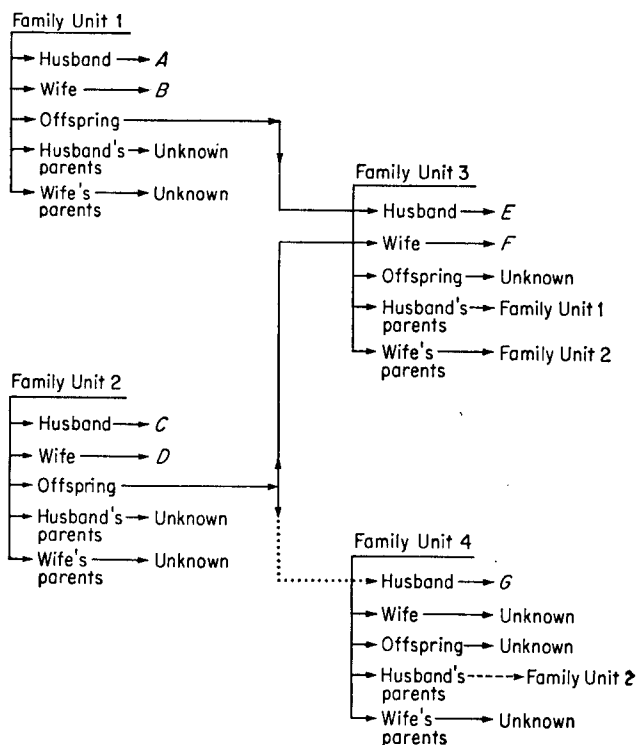 Family Unit 1
Husband A
Wife B
Offspring
Husband's Unknown
parents
Wife's Unknown
parents
Family Unit 3
Husband E
Wife F
Offspring Unknown
Husband's Family Unit 1
parents
Wife's Family Unit 2
parents
Family Unit 2
Husband C
Wife D
Offspring
Husband's Unknown
parents
Wife's Unknown
parents
Family Unit 4
Husband G
Wife Unknown
Offspring Unknown
Husband's Family Unit 2
parents
Wife's Unknown
parents